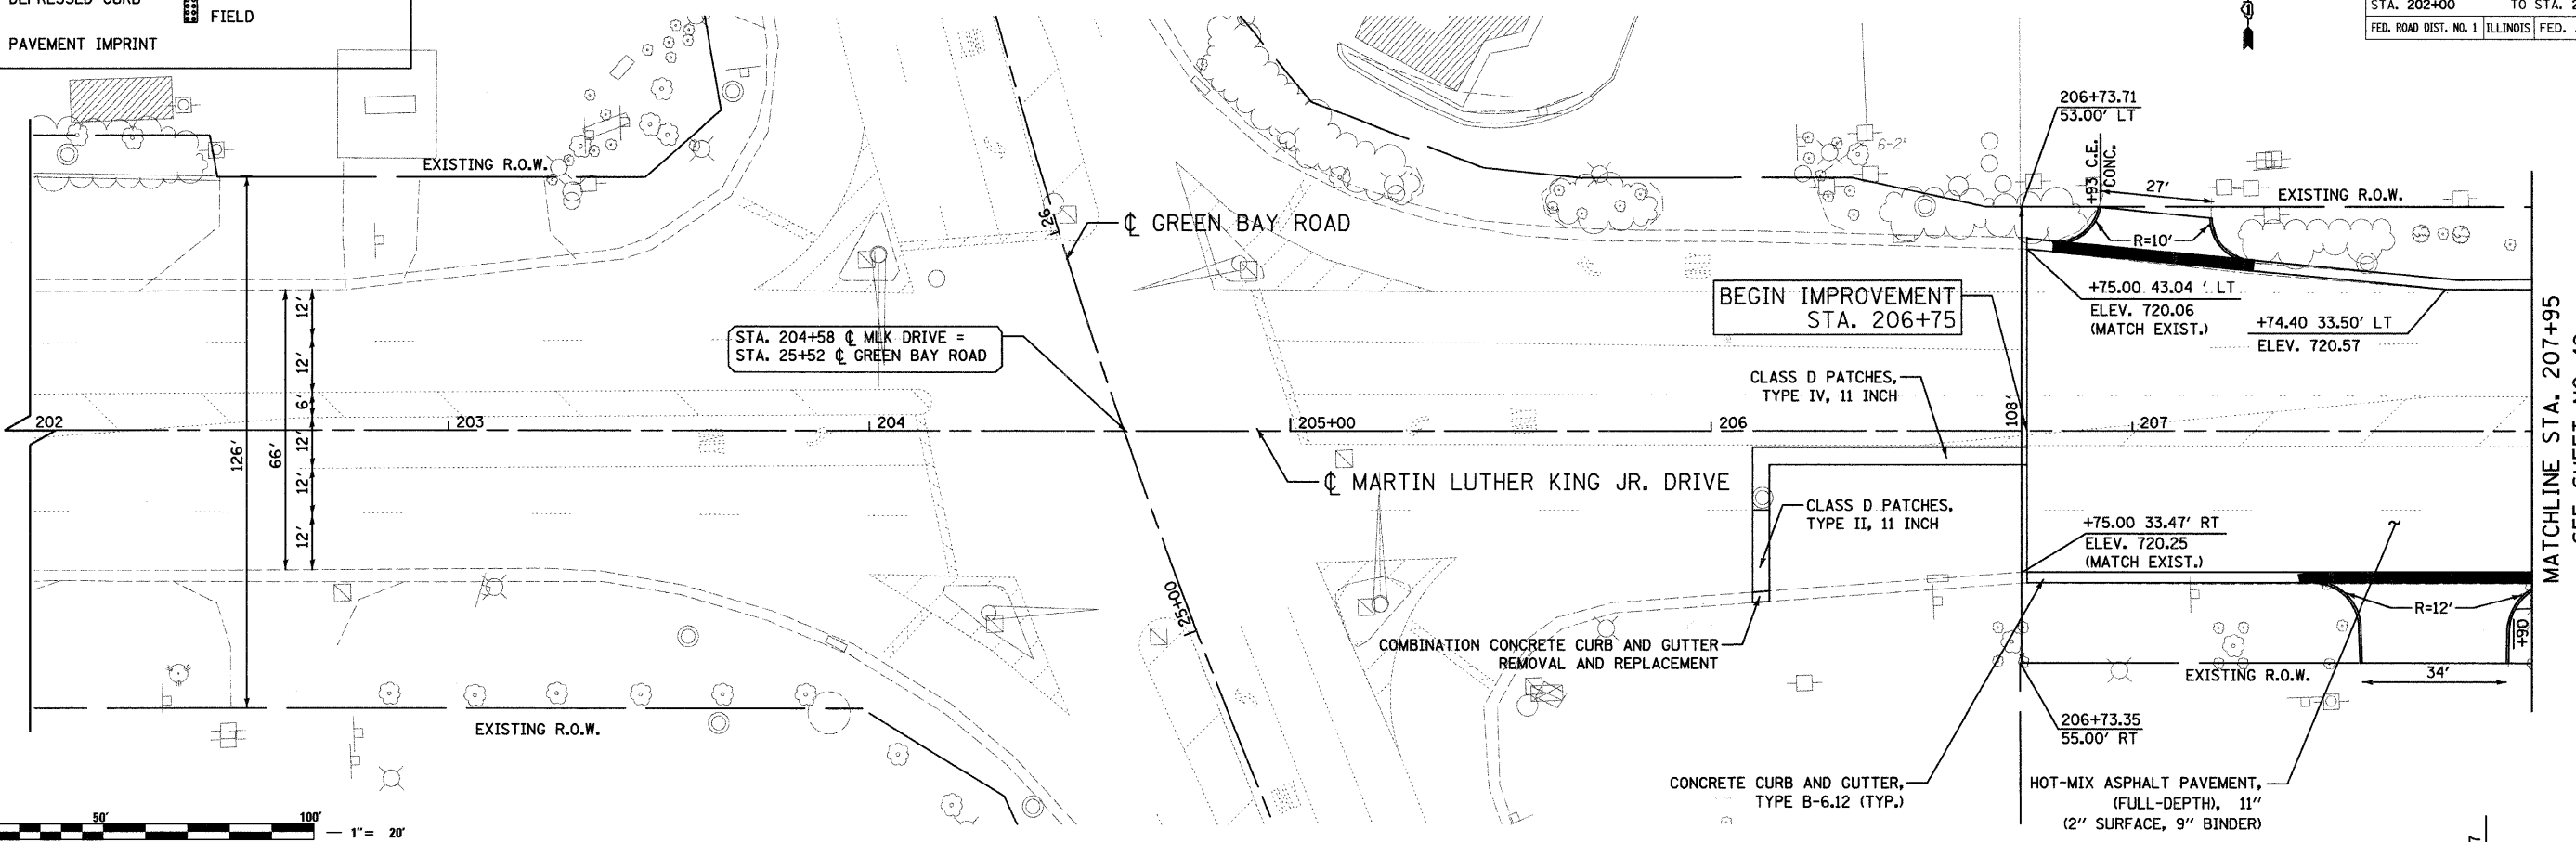 DEPRESSED CURB
FIELD
PAVEMENT IMPRINT
STA. 202+00 TO STA. 2
FED. ROAD DIST. NO. 1 ILLINOIS FED.
1
EXISTING R.O.W.
℄ GREEN BAY ROAD
26
6-2"
206+73.71
53.00' LT
+93 C.E.
CONC.
27'
EXISTING R.O.W.
R=10'
+75.00 43.04 ' LT
ELEV. 720.06
(MATCH EXIST.)
+74.40 33.50' LT
ELEV. 720.57
BEGIN IMPROVEMENT
STA. 206+75
STA. 204+58 ℄ MLK DRIVE =
STA. 25+52 ℄ GREEN BAY ROAD
CLASS D PATCHES,
TYPE IV, 11 INCH
12'
12'
6'
12'
12'
12'
66'
126'
108'
202
203
204
205+00
206
207
℄ MARTIN LUTHER KING JR. DRIVE
CLASS D PATCHES,
TYPE II, 11 INCH
+75.00 33.47' RT
ELEV. 720.25
(MATCH EXIST.)
MATCHLINE STA. 207+95
25+00
R=12'
+90
34'
COMBINATION CONCRETE CURB AND GUTTER
REMOVAL AND REPLACEMENT
EXISTING R.O.W.
EXISTING R.O.W.
206+73.35
55.00' RT
CONCRETE CURB AND GUTTER,
TYPE B-6.12 (TYP.)
HOT-MIX ASPHALT PAVEMENT,
(FULL-DEPTH), 11"
(2" SURFACE, 9" BINDER)
50'
100'
1"= 20'